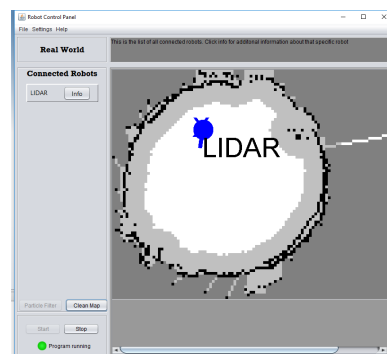 Robot Control Panel
File Settings Help
Real World
This is the list of all connected robots. Click info for additional information about that specific robot
Connected Robots
LIDAR Info
LIDAR
Particle Filter Clean Map
Start Stop
Program running